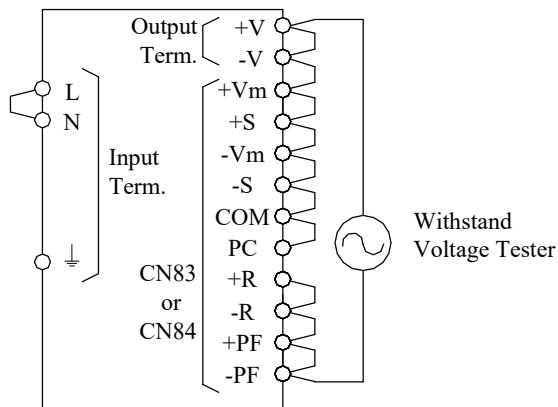 Output
Term.
+V
-V
L
N
Input
Term.
+Vm
+S
-Vm
-S
COM
PC
+R
-R
+PF
-PF
CN83
or
CN84
Withstand
Voltage Tester